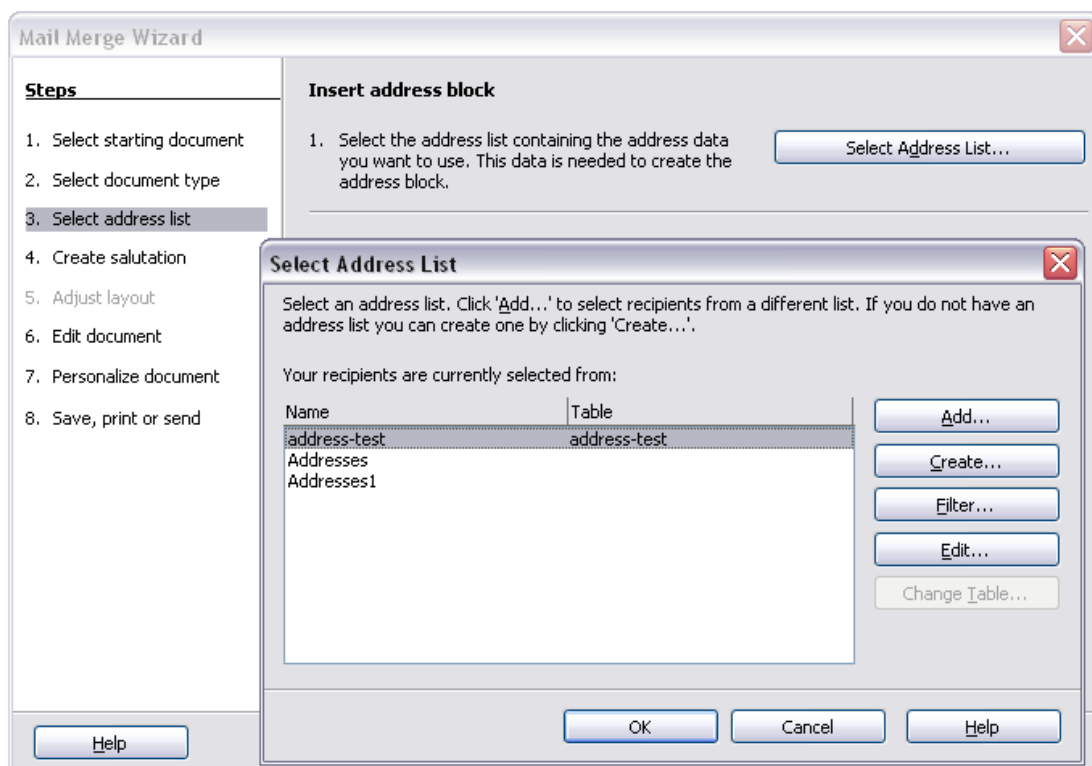 Mail Merge Wizard
Steps
1. Select starting document
2. Select document type
3. Select address list
4. Create salutation
5. Adjust layout
6. Edit document
7. Personalize document
8. Save, print or send
Help
Insert address block
1. Select the address list containing the address data
you want to use. This data is needed to create the
address block.
Select Address List...
Select Address List
Select an address list. Click 'Add...' to select recipients from a different list. If you do not have an
address list you can create one by clicking 'Create...'.
Your recipients are currently selected from:
Name Table
address-test address-test
Addresses
Addresses1
Add...
Create...
Filter...
Edit...
Change Table...
OK Cancel Help